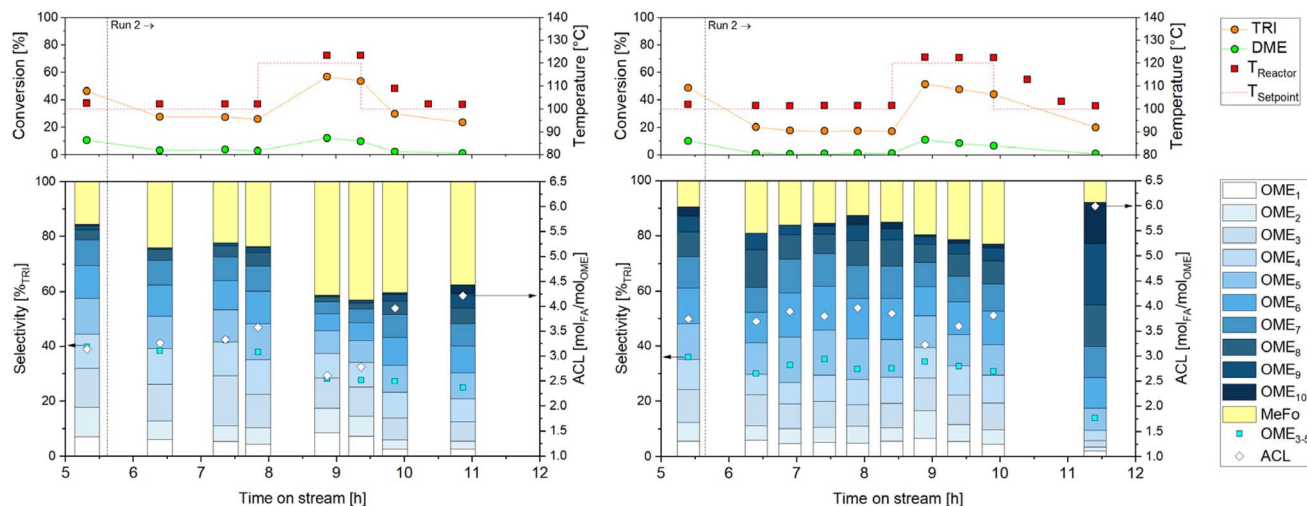 Run 2 →
Conversion [%]
100
80
60
40
20
0
Temperature [°C]
140
130
120
110
100
90
80
Selectivity [%TRI]
100
80
60
40
20
0
ACL [molFA/molOME]
6.5
6.0
5.5
5.0
4.5
4.0
3.5
3.0
2.5
2.0
1.5
1.0
5 6 7 8 9 10 11 12
Time on stream [h]
Run 2 →
Conversion [%]
100
80
60
40
20
0
Temperature [°C]
140
130
120
110
100
90
80
Selectivity [%TRI]
100
80
60
40
20
0
ACL [molFA/molOME]
6.5
6.0
5.5
5.0
4.5
4.0
3.5
3.0
2.5
2.0
1.5
1.0
5 6 7 8 9 10 11 12
Time on stream [h]
TRI
DME
TReactor
TSetpoint
OME1
OME2
OME3
OME4
OME5
OME6
OME7
OME8
OME9
OME10
MeFo
OME3-5
ACL